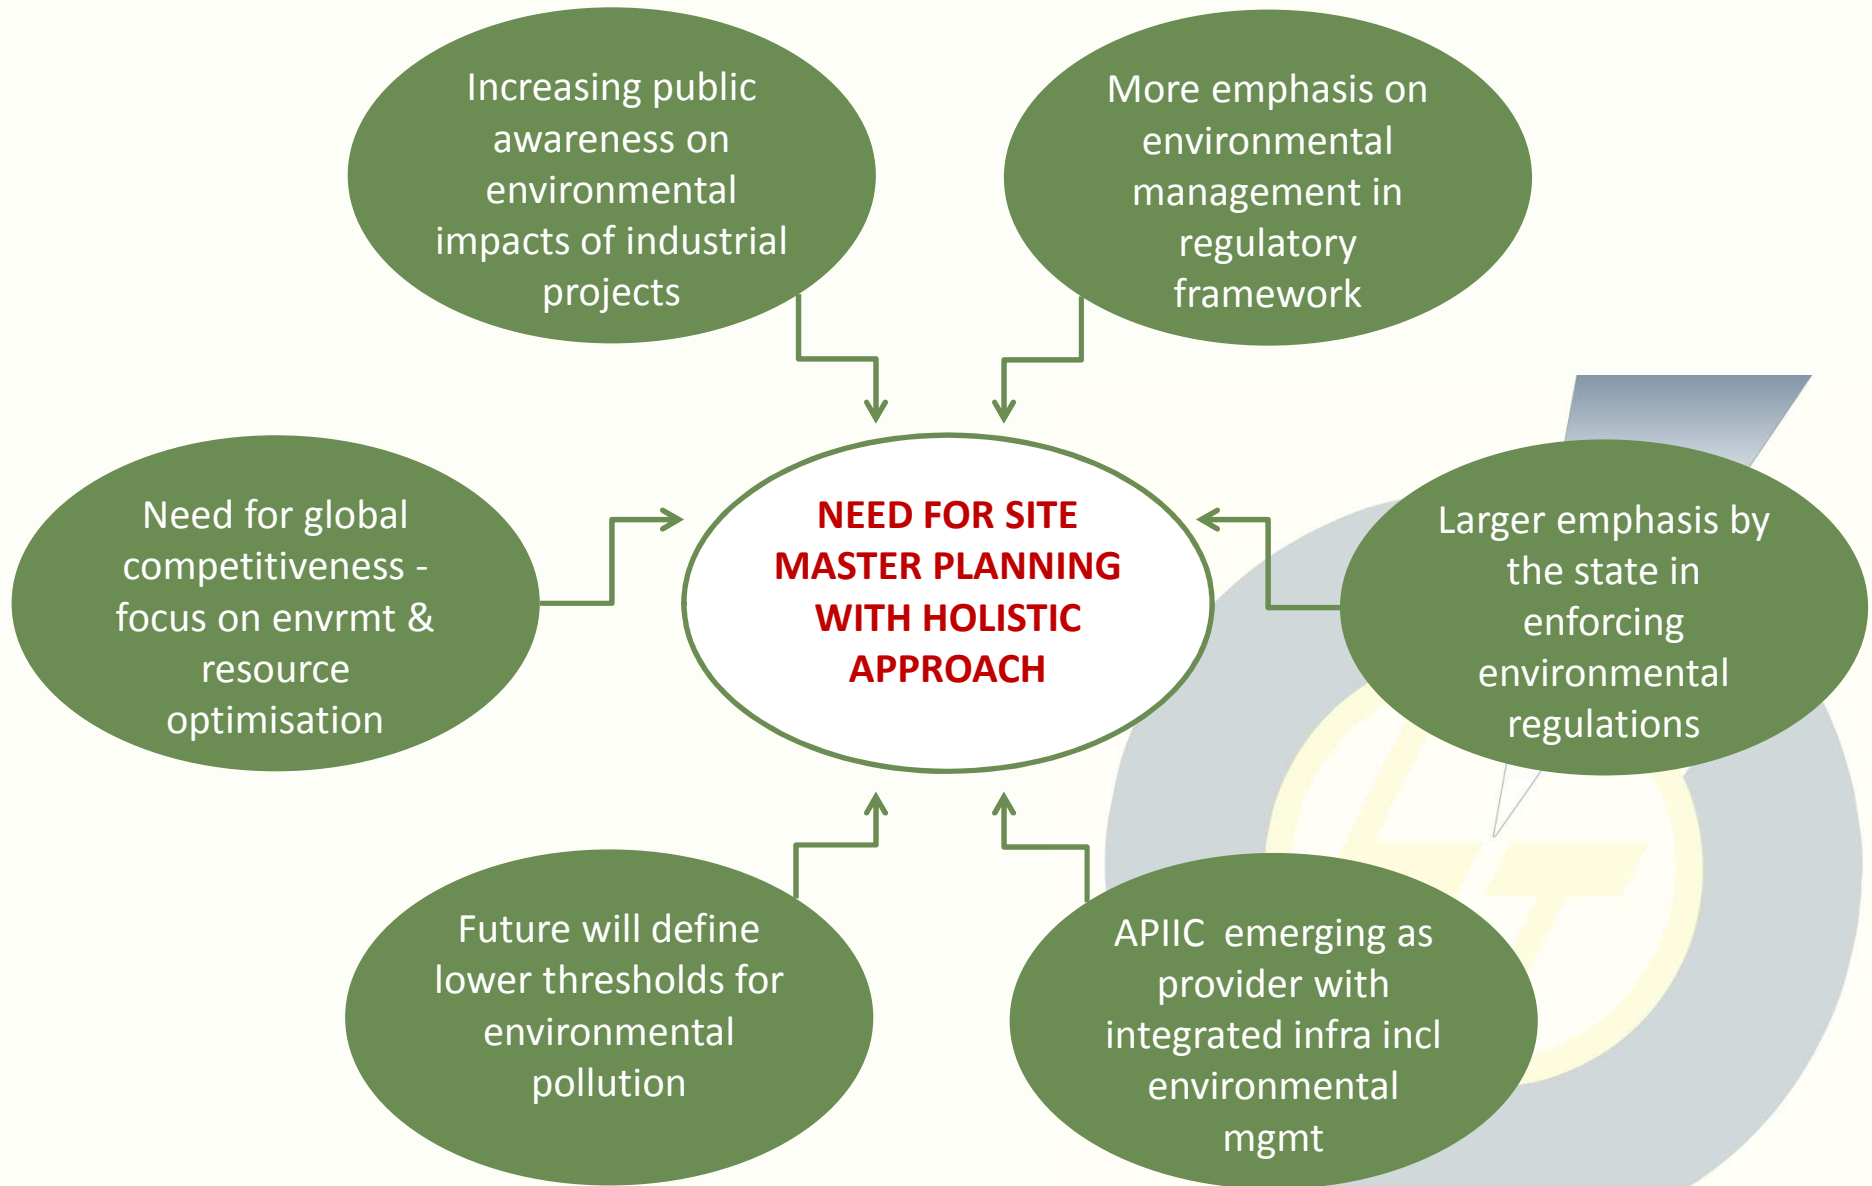 Increasing public
awareness on
environmental
impacts of industrial
projects
More emphasis on
environmental
management in
regulatory
framework
Need for global
competitiveness -
focus on envrmt &
resource
optimisation
NEED FOR SITE
MASTER PLANNING
WITH HOLISTIC
APPROACH
Larger emphasis by
the state in
enforcing
environmental
regulations
Future will define
lower thresholds for
environmental
pollution
APIIC emerging as
provider with
integrated infra incl
environmental
mgmt